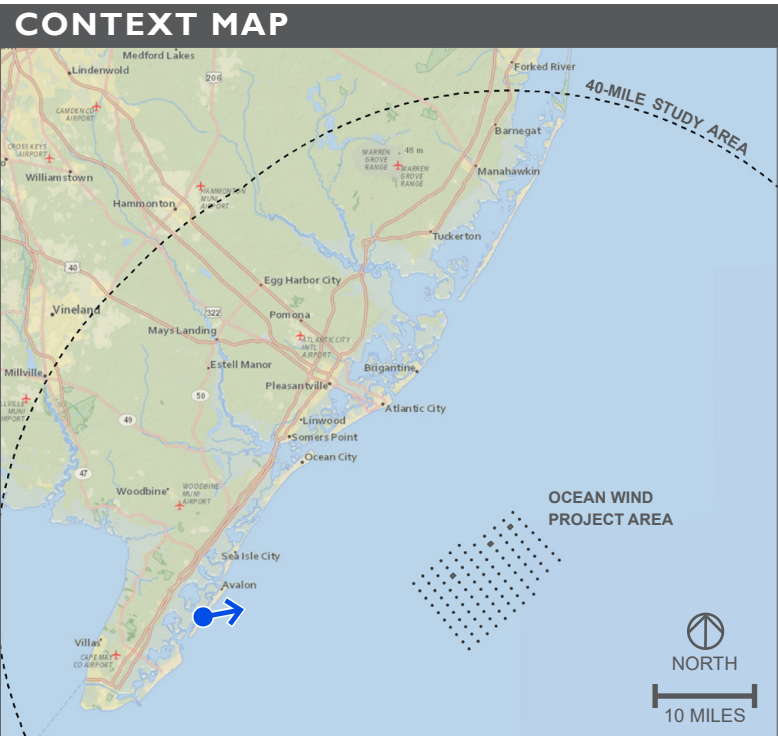 CONTEXT MAP
Medford Lakes
Lindenwold
206
Forked River
40-MILE STUDY AREA
CAMDEN CO
AIRPORT
Barnegat
CROSS KEYS
AIRPORT
WARREN
GROVE
RANGE
48 m
WARREN
GROVE
RANGE
Manahawkin
Williamstown
HAMMONTON
MUNI
AIRPORT
Hammonton
Tuckerton
40
Egg Harbor City
Vineland
322
Pomona
Mays Landing
ATLANTIC CITY
INTL
AIRPORT
Estell Manor
Brigantine
Millville
Pleasantville
50
LLVILLE
MUNI
IRPORT
Atlantic City
49
Linwood
Somers Point
Ocean City
47
Woodbine
WOODBINE
MUNI
AIRPORT
OCEAN WIND
PROJECT AREA
Sea Isle City
Avalon
Villas
CAPE MAY
CO AIRPORT
NORTH
10 MILES